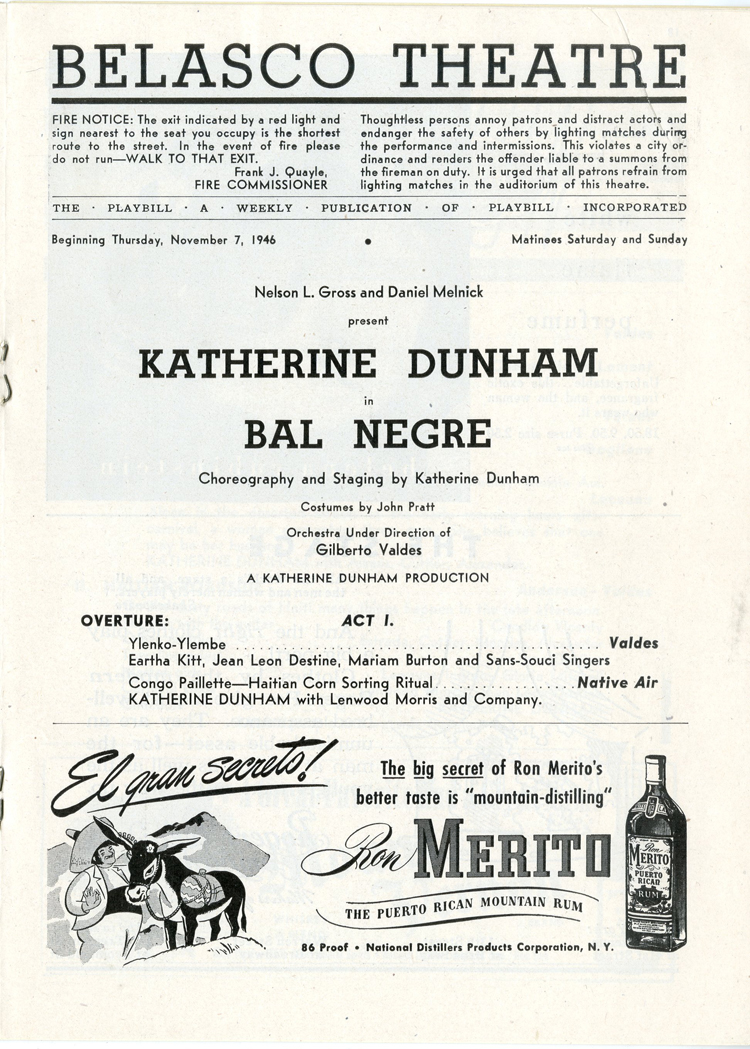 BELASCO THEATRE
FIRE NOTICE: The exit indicated by a red light and
sign nearest to the seat you occupy is the shortest
route to the street. In the event of fire please
do not run—WALK TO THAT EXIT.
Frank J. Quayle,
FIRE COMMISSIONER
Thoughtless persons annoy patrons and distract actors and
endanger the safety of others by lighting matches during
the performance and intermissions. This violates a city or-
dinance and renders the offender liable to a summons from
the fireman on duty. It is urged that all patrons refrain from
lighting matches in the auditorium of this theatre.
THE · PLAYBILL · A · WEEKLY · PUBLICATION · OF · PLAYBILL · INCORPORATED
Beginning Thursday, November 7, 1946 • Matinees Saturday and Sunday
Nelson L. Gross and Daniel Melnick
present
KATHERINE DUNHAM
in
BAL NEGRE
Choreography and Staging by Katherine Dunham
Costumes by John Pratt
Orchestra Under Direction of
Gilberto Valdes
A KATHERINE DUNHAM PRODUCTION
OVERTURE: ACT I.
Ylenko-Ylembe ........................................ Valdes
Eartha Kitt, Jean Leon Destine, Mariam Burton and Sans-Souci Singers
Congo Paillette—Haitian Corn Sorting Ritual.................Native Air
KATHERINE DUNHAM with Lenwood Morris and Company.
El gran secreto!
The big secret of Ron Merito's
better taste is "mountain-distilling"
Ron MERITO
THE PUERTO RICAN MOUNTAIN RUM
86 Proof • National Distillers Products Corporation, N. Y.
Ron
MERITO
PUERTO
RICAN
RUM